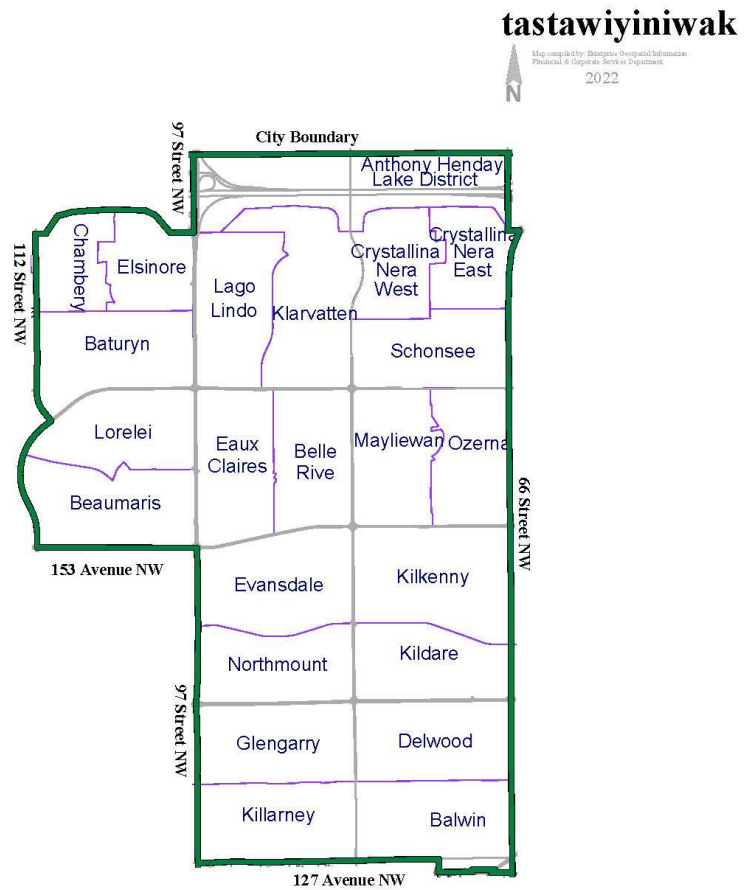 tastawiyiniwak
Map compiled by: Enterprise Geospatial Information
Financial & Corporate Services Department.
2022
N
City Boundary
97 Street NW
Anthony Henday
Lake District
112 Street NW
Chambery
Elsinore
Lago
Lindo
Klarvatten
Crystallina
Nera
West
Crystallina
Nera
East
Baturyn
Schonsee
Lorelei
Eaux
Claires
Belle
Rive
Mayliewan
Ozerna
Beaumaris
66 Street NW
153 Avenue NW
Evansdale
Kilkenny
Northmount
Kildare
97 Street NW
Glengarry
Delwood
Killarney
Balwin
127 Avenue NW